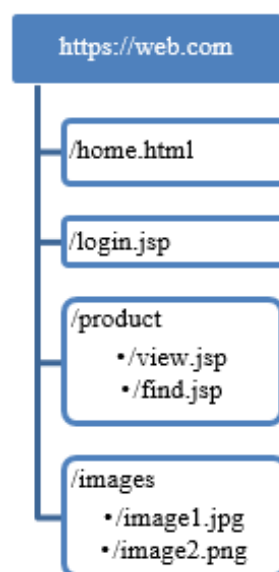 https://web.com
/home.html
/login.jsp
/product
•/view.jsp
•/find.jsp
/images
•/image1.jpg
•/image2.png